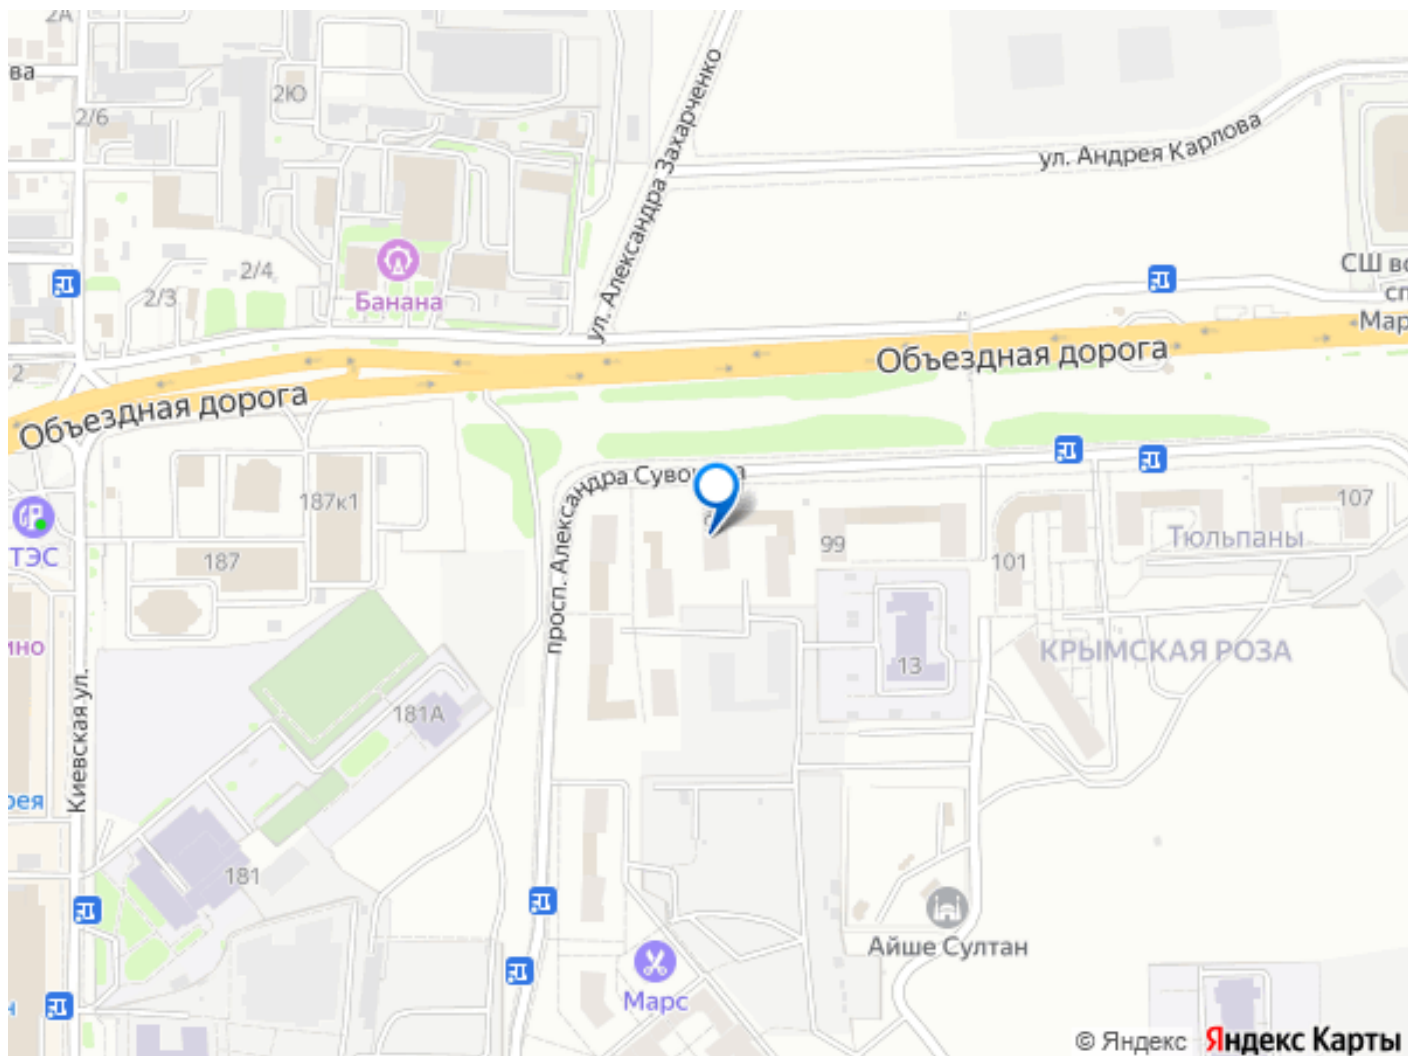 2А
ва
2/6
2Ю
ул. Александра Захарченко
ул. Андрея Карлова
2/4
2/3
Банана
СШ
Мар
2
Объездная дорога
Объездная дорога
просп. Александра
187к1
187
ТЭС
99
101
107
Тюльпаны
ино
Киевская ул.
181А
13
КРЫМСКАЯ РОЗА
рея
181
Айше Султан
Марс
© Яндекс
Яндекс Карты